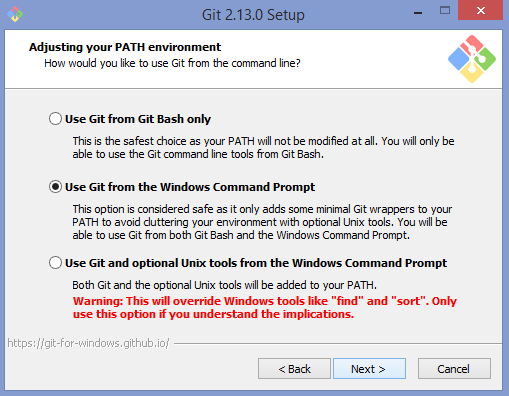 Git 2.13.0 Setup
Adjusting your PATH environment
How would you like to use Git from the command line?
Use Git from Git Bash only
This is the safest choice as your PATH will not be modified at all. You will only be
able to use the Git command line tools from Git Bash.
Use Git from the Windows Command Prompt
This option is considered safe as it only adds some minimal Git wrappers to your
PATH to avoid cluttering your environment with optional Unix tools. You will be
able to use Git from both Git Bash and the Windows Command Prompt.
Use Git and optional Unix tools from the Windows Command Prompt
Both Git and the optional Unix tools will be added to your PATH.
Warning: This will override Windows tools like "find" and "sort". Only
use this option if you understand the implications.
https://git-for-windows.github.io/
< Back Next > Cancel